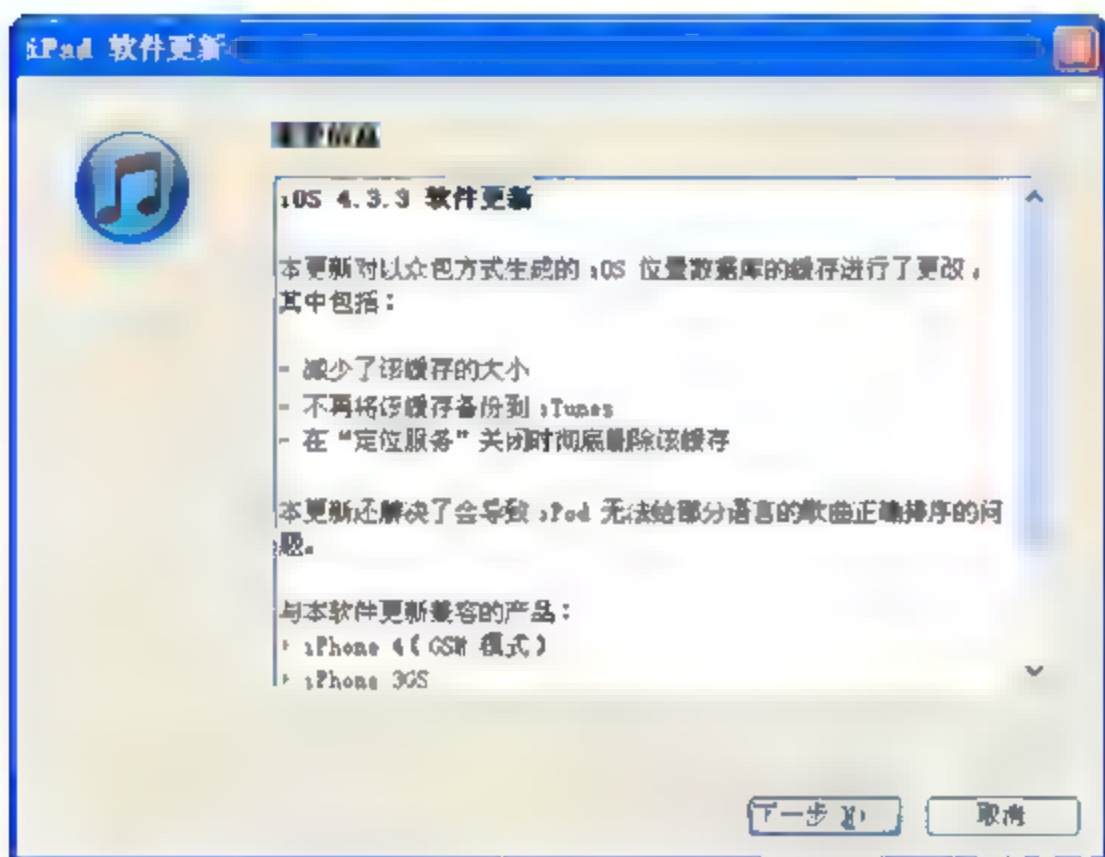 iPad 软件更新
iOS 4.3.3 软件更新
本更新对以众包方式生成的 iOS 位置数据库的缓存进行了更改，
其中包括：
- 减少了该缓存的大小
- 不再将该缓存备份到 iTunes
- 在“定位服务”关闭时彻底删除该缓存
本更新还解决了会导致 iPod 无法给部分语言的歌曲正确排序的问
题。
与本软件更新兼容的产品：
• iPhone 4（GSM 模式）
• iPhone 3GS
下一步(N)
取消